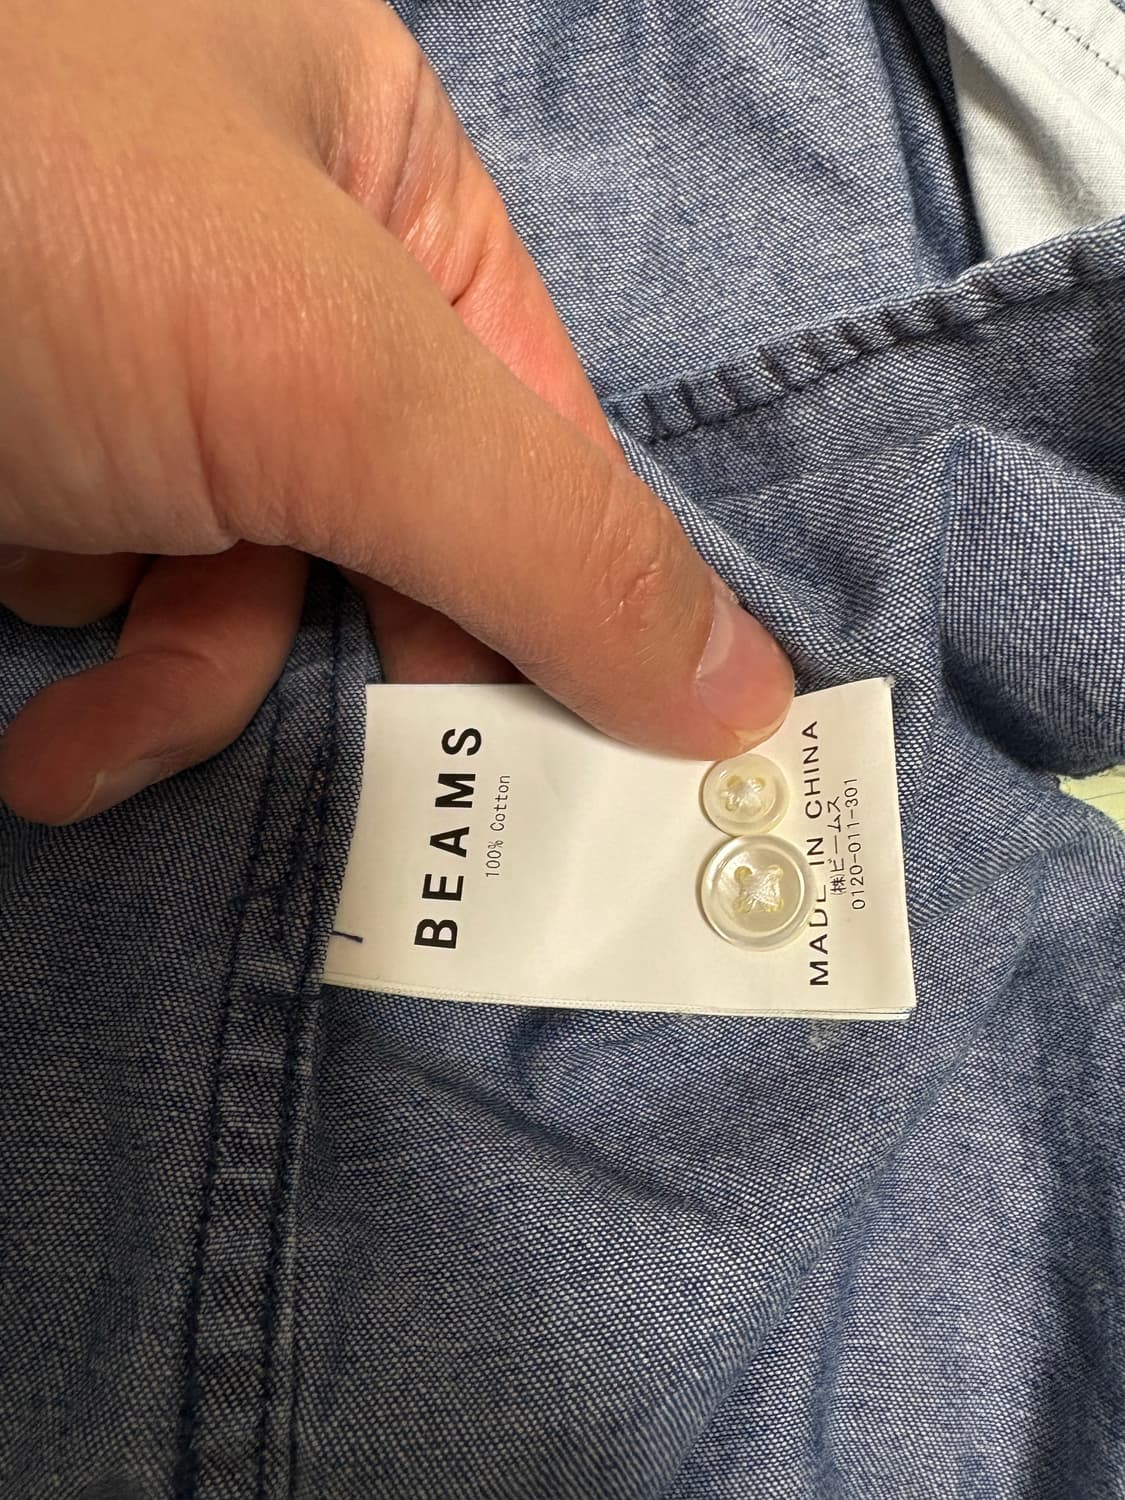 BEAMS
100% Cotton
MADE IN CHINA
㈱ビームス
0120-011-301